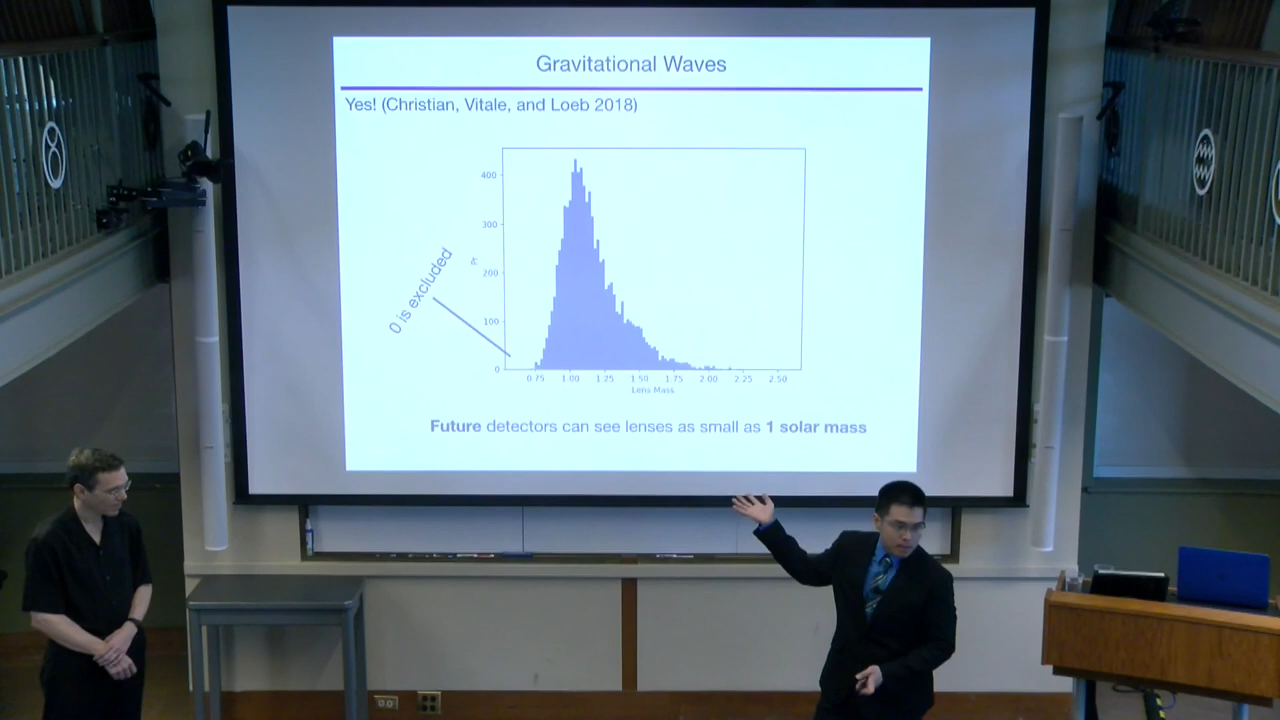 Gravitational Waves
Yes! (Christian, Vitale, and Loeb 2018)
400
300
200
100
0
0 is excluded
0.75 1.00 1.25 1.50 1.75 2.00 2.25 2.50
Lens Mass
Future detectors can see lenses as small as 1 solar mass